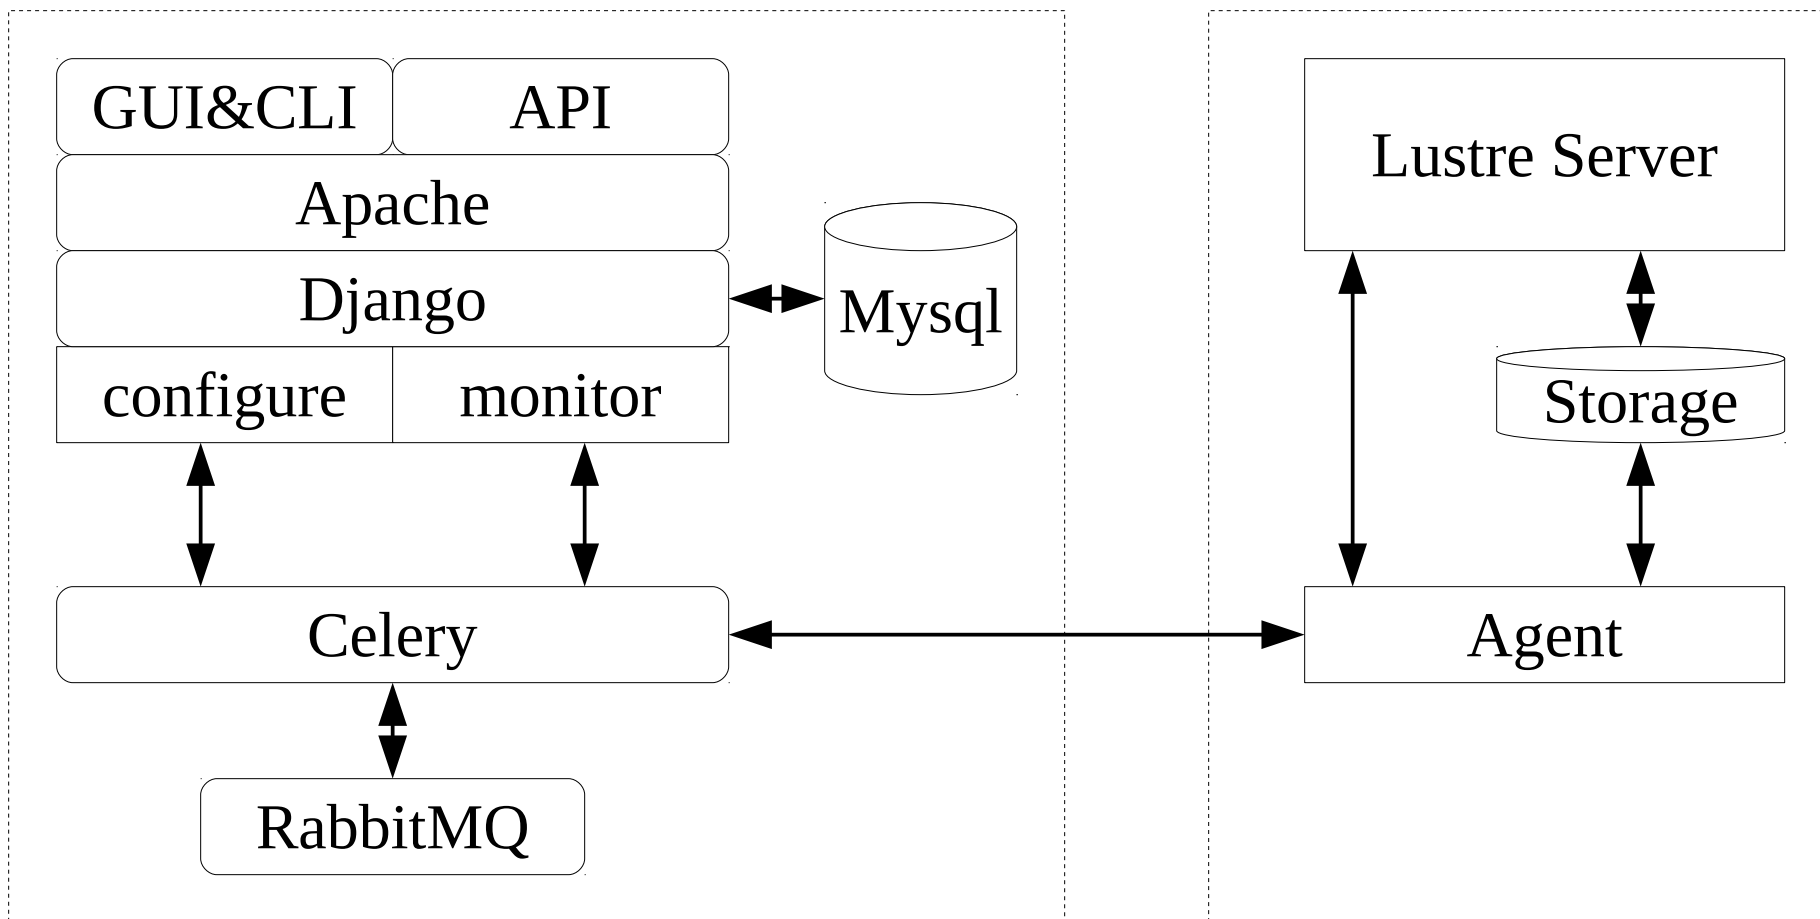 GUI&CLI
API
Apache
Django
Mysql
configure
monitor
Celery
RabbitMQ
Lustre Server
Storage
Agent